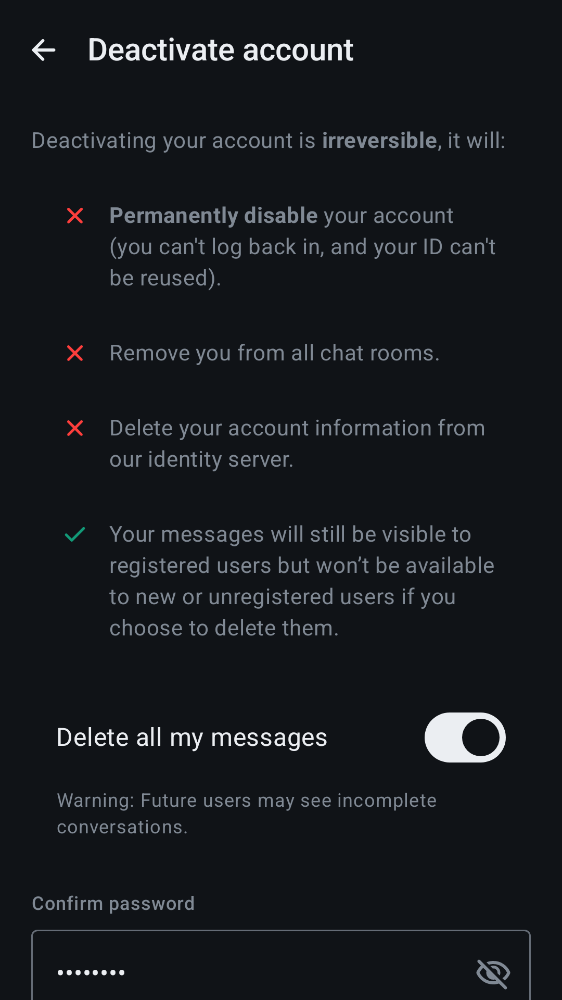 Deactivate account
Deactivating your account is irreversible, it will:
Permanently disable your account
(you can't log back in, and your ID can't
be reused).
Remove you from all chat rooms.
Delete your account information from
our identity server.
Your messages will still be visible to
registered users but won’t be available
to new or unregistered users if you
choose to delete them.
Delete all my messages
Warning: Future users may see incomplete
conversations.
Confirm password
••••••••